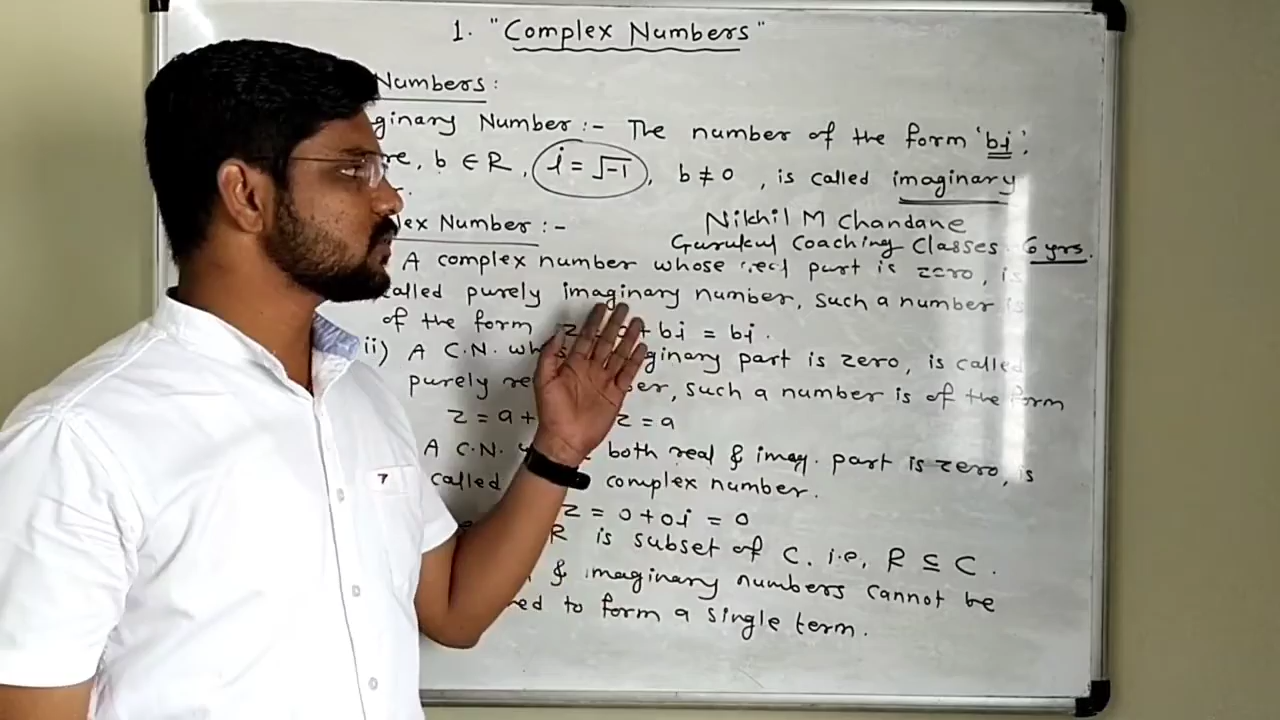 1. "Complex Numbers"
Numbers:
ginary Number :- The number of the form 'bi',
re, b ∈ R, i = √-1, b ≠ 0, is called imaginary
Nikhil M Chandane
lex Number :-
Gurukul Coaching Classes. 6 yrs.
A complex number whose real part is zero, is
called purely imaginary number, such a number is
of the form z = 0 + bi = bi.
ii) A C.N. wh ginary part is zero, is called
purely re er, such a number is of the form
z = a + z = a
A C.N. both real & imag. part is zero, is
called complex number.
z = 0 + 0i = 0
R is subset of C. i.e, R ⊆ C.
& imaginary numbers cannot be
ed to form a single term.